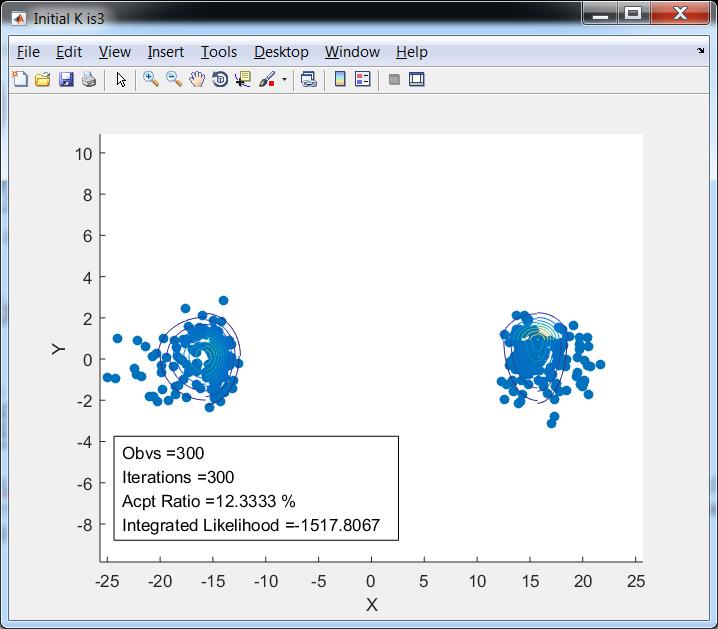 Initial K is3
File Edit View Insert Tools Desktop Window Help
10
8
6
4
2
0
-2
-4
-6
-8
Y
Obvs =300
Iterations =300
Acpt Ratio =12.3333 %
Integrated Likelihood =-1517.8067
-25 -20 -15 -10 -5 0 5 10 15 20 25
X